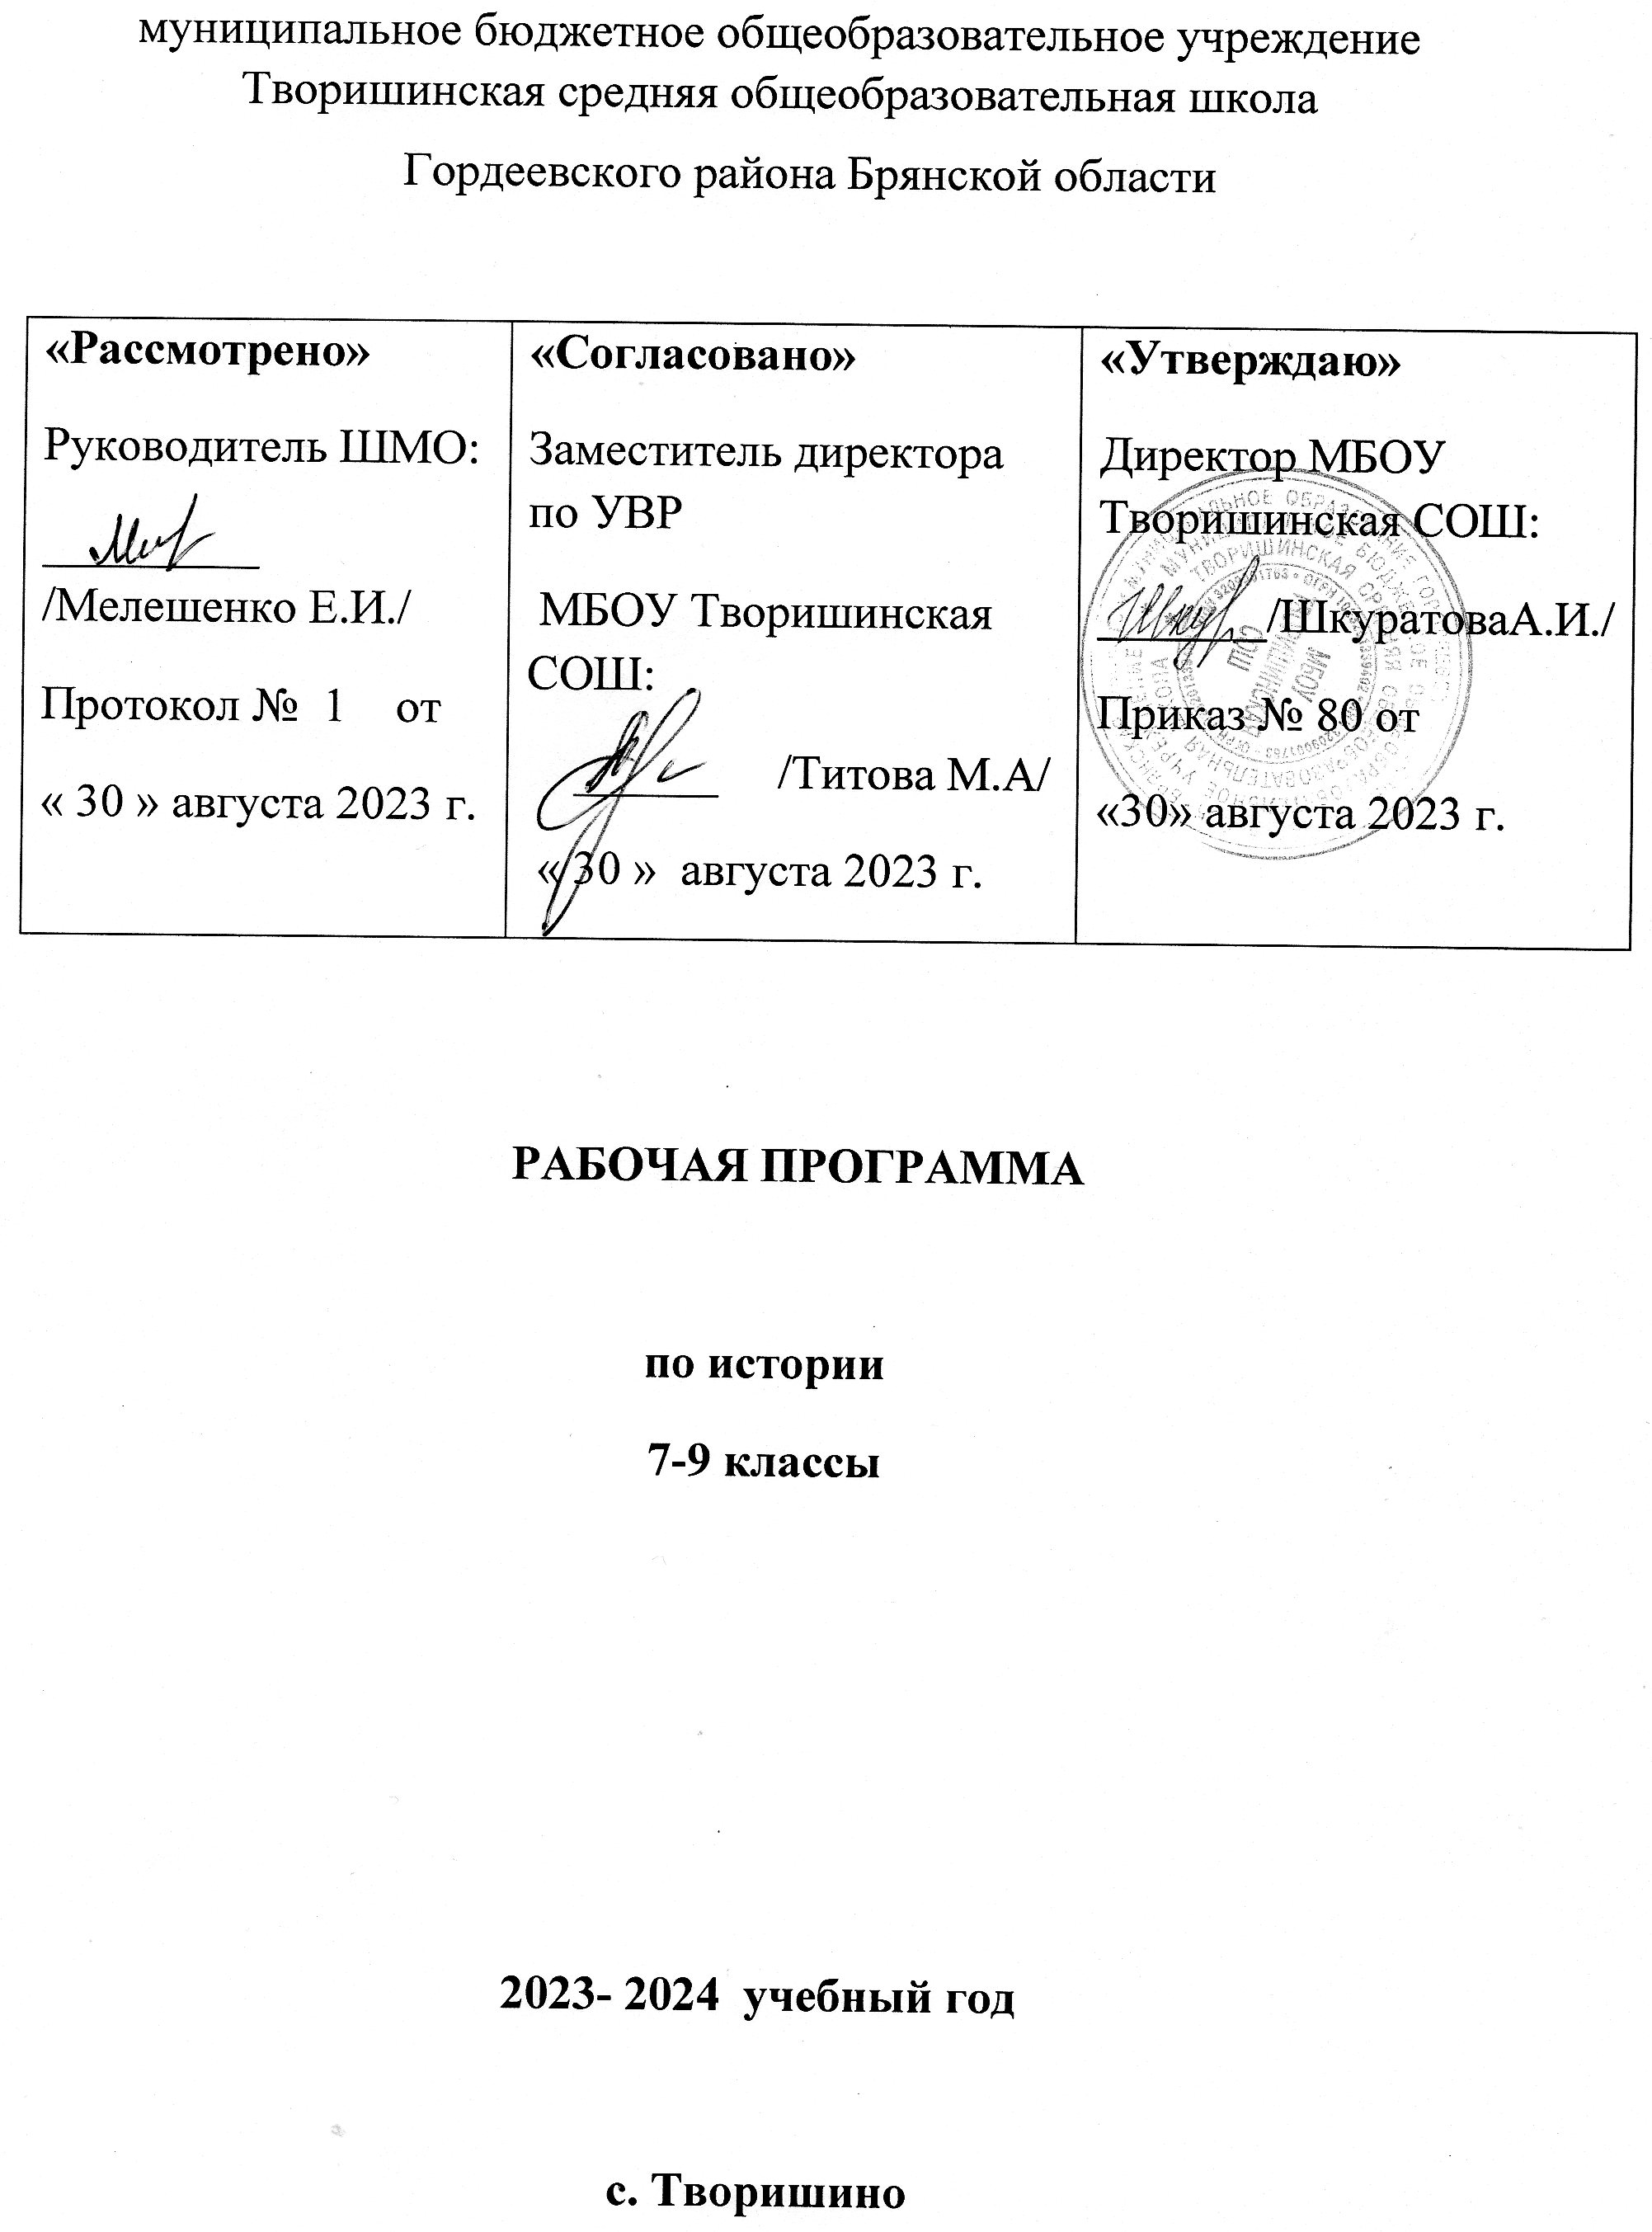 муниципальное бюджетное общеобразовательное учреждение
Творишинская средняя общеобразовательная школа
Гордеевского района Брянской области
«Рассмотрено»
Руководитель ШМО:
/Мелешенко Е.И./
Протокол № 1 от
« 30 » августа 2023 г.
«Согласовано»
Заместитель директора
по УВР
МБОУ Творишинская
СОШ:
/Титова М.А/
« 30 » августа 2023 г.
«Утверждаю»
Директор МБОУ
Творишинская СОШ:
/ШкуратоваА.И./
Приказ № 80 от
«30» августа 2023 г.
МБОУ
СОШ
РАБОЧАЯ ПРОГРАММА
по истории
7-9 классы
2023- 2024 учебный год
с. Творишино